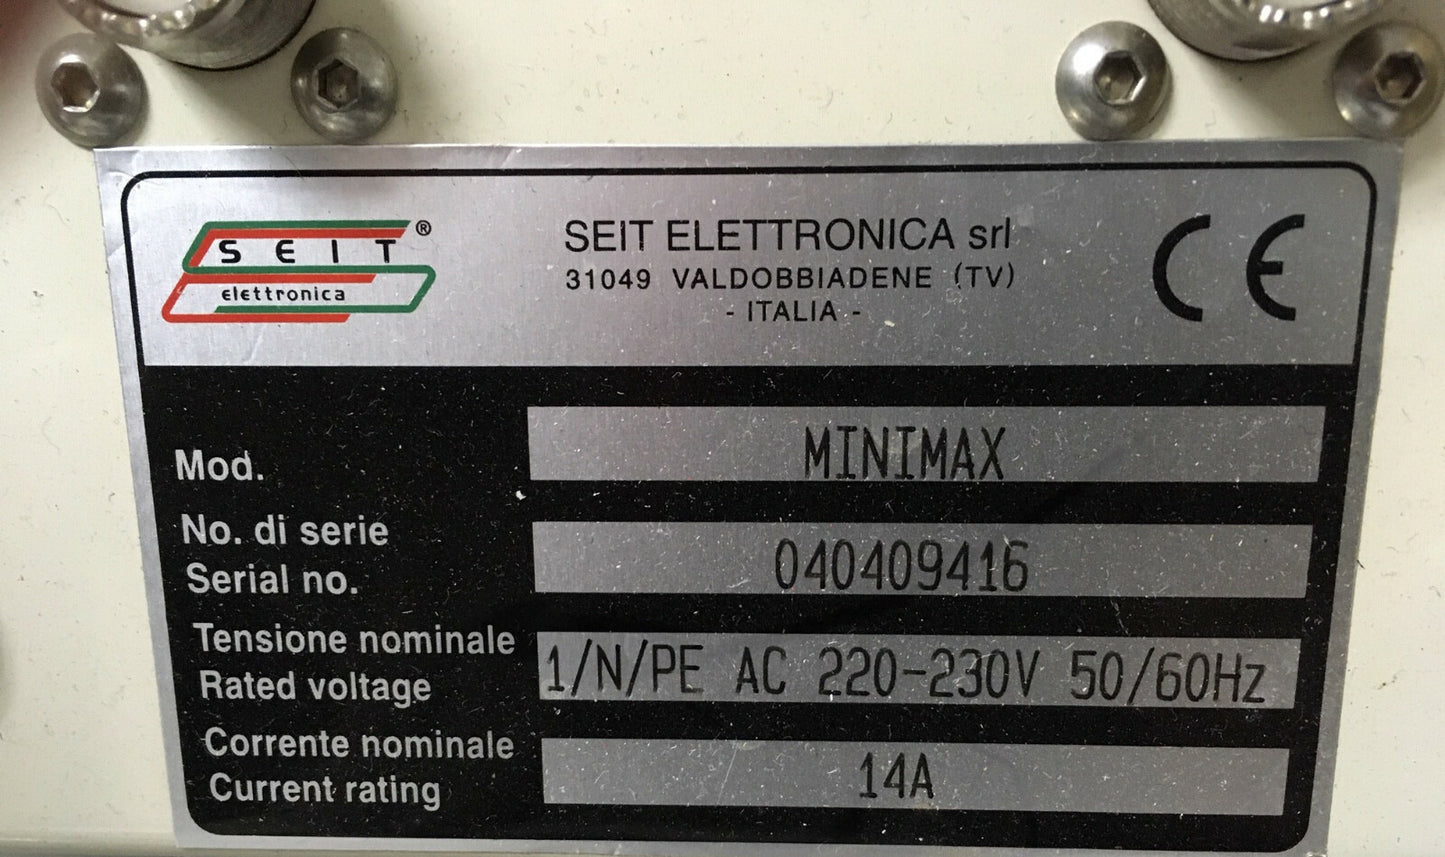 SEIT®
elettronica
SEIT ELETTRONICA srl
31049 VALDOBBIADENE (TV)
- ITALIA -
CE
Mod.
MINIMAX
No. di serie
Serial no.
040409416
Tensione nominale
Rated voltage
1/N/PE AC 220-230V 50/60Hz
Corrente nominale
Current rating
14A